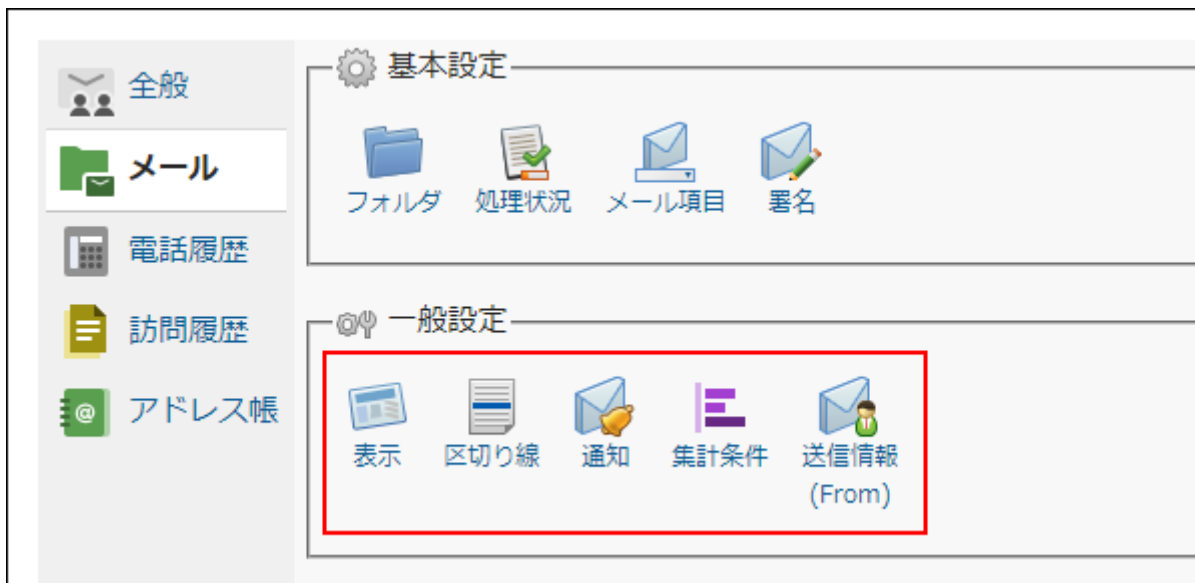 全般
メール
電話履歴
訪問履歴
アドレス帳
基本設定
フォルダ
処理状況
メール項目
署名
一般設定
表示
区切り線
通知
集計条件
送信情報
(From)